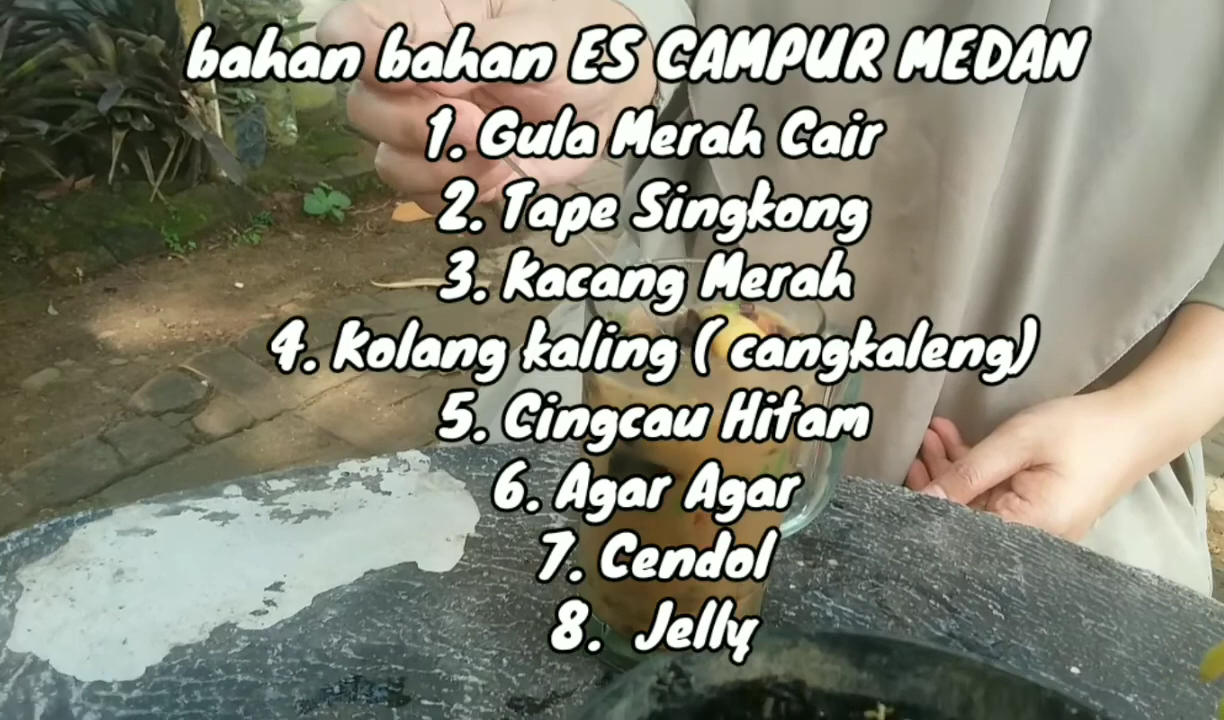 bahan bahan ES CAMPUR MEDAN
1. Gula Merah Cair
2. Tape Singkong
3. Kacang Merah
4. Kolang kaling ( cangkaleng)
5. Cingcau Hitam
6. Agar Agar
7. Cendol
8. Jelly